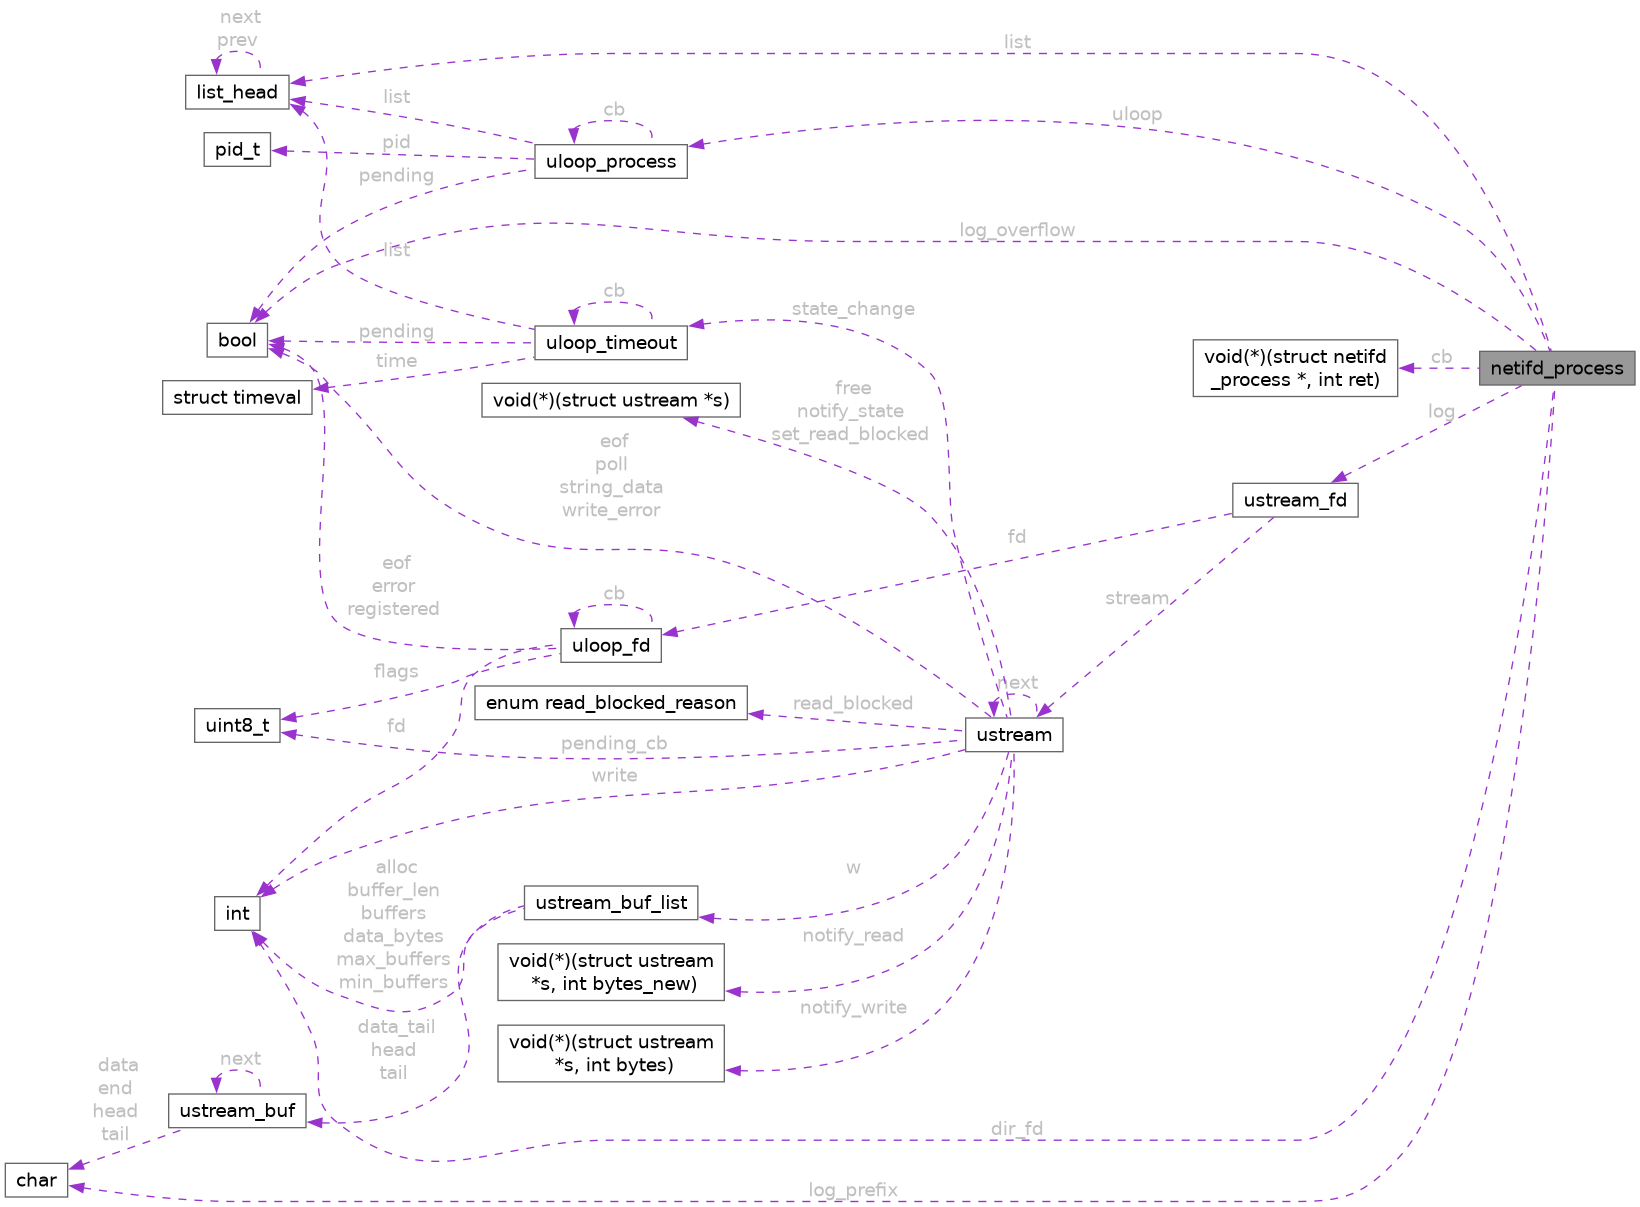 next
prev
list
list_head
list
cb
uloop
pid_t
pid
uloop_process
pending
log_overflow
list
cb
state_change
bool
pending
uloop_timeout
void(*)(struct netifd
_process *, int ret)
cb
netifd_process
time
struct timeval
void(*)(struct ustream *s)
free
notify_state
set_read_blocked
log
eof
poll
string_data
write_error
ustream_fd
fd
eof
error
registered
cb
stream
uloop_fd
flags
next
enum read_blocked_reason
read_blocked
uint8_t
fd
pending_cb
ustream
write
alloc
buffer_len
buffers
data_bytes
max_buffers
min_buffers
w
int
ustream_buf_list
notify_read
void(*)(struct ustream
*s, int bytes_new)
notify_write
data_tail
head
tail
void(*)(struct ustream
*s, int bytes)
data
end
head
tail
next
ustream_buf
dir_fd
char
log_prefix